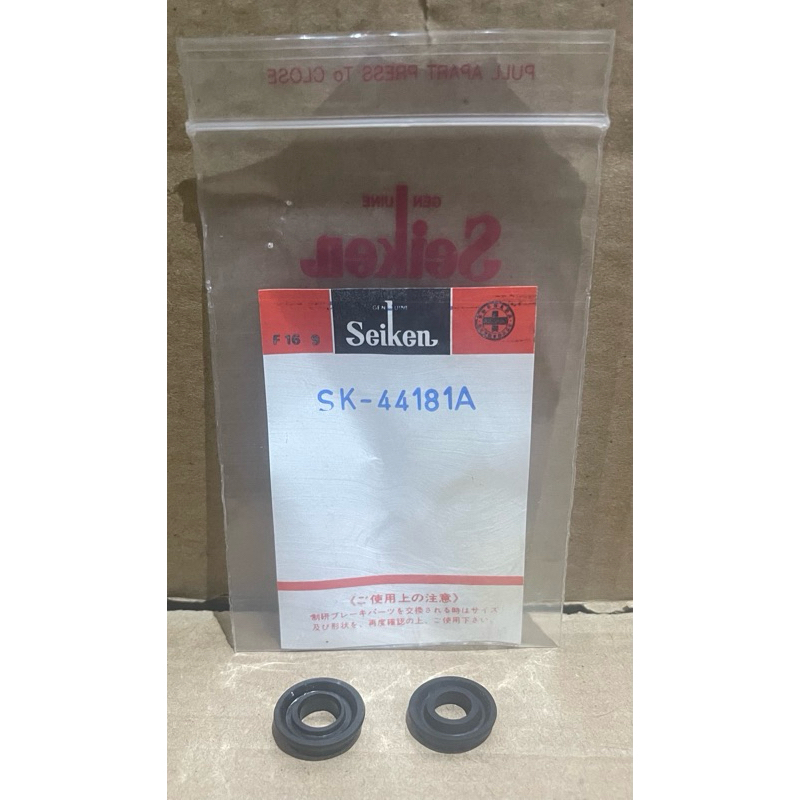 PULL APART PRESS To CLOSE
GENUINE
Seiken
GENUINE
F16 9
Seiken
SK-44181A
《ご使用上の注意》
制研ブレーキパーツを交換される時はサイズ
及び形状を、再度確認の上、ご使用下さい。